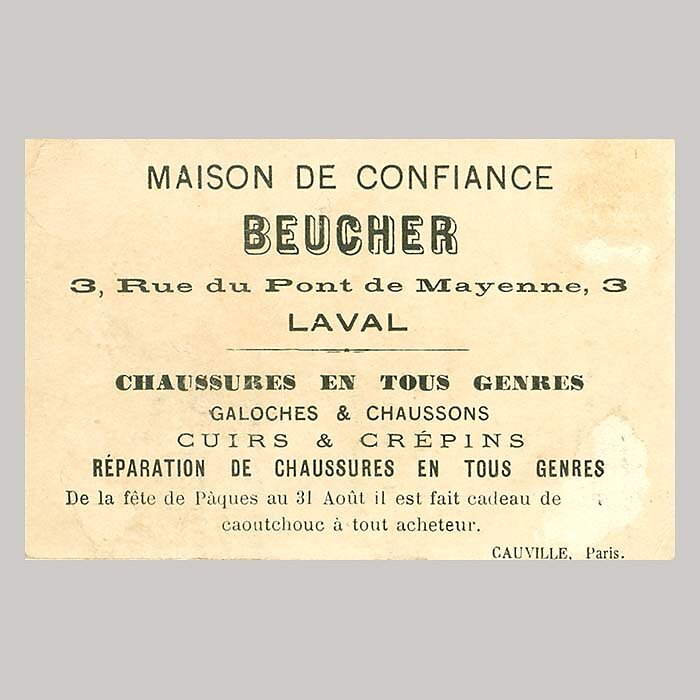 MAISON DE CONFIANCE
BEUCHER
3, Rue du Pont de Mayenne, 3
LAVAL
CHAUSSURES EN TOUS GENRES
GALOCHES & CHAUSSONS
CUIRS & CRÉPINS
RÉPARATION DE CHAUSSURES EN TOUS GENRES
De la fête de Pâques au 31 Août il est fait cadeau de
caoutchouc à tout acheteur.
CAUVILLE, Paris.